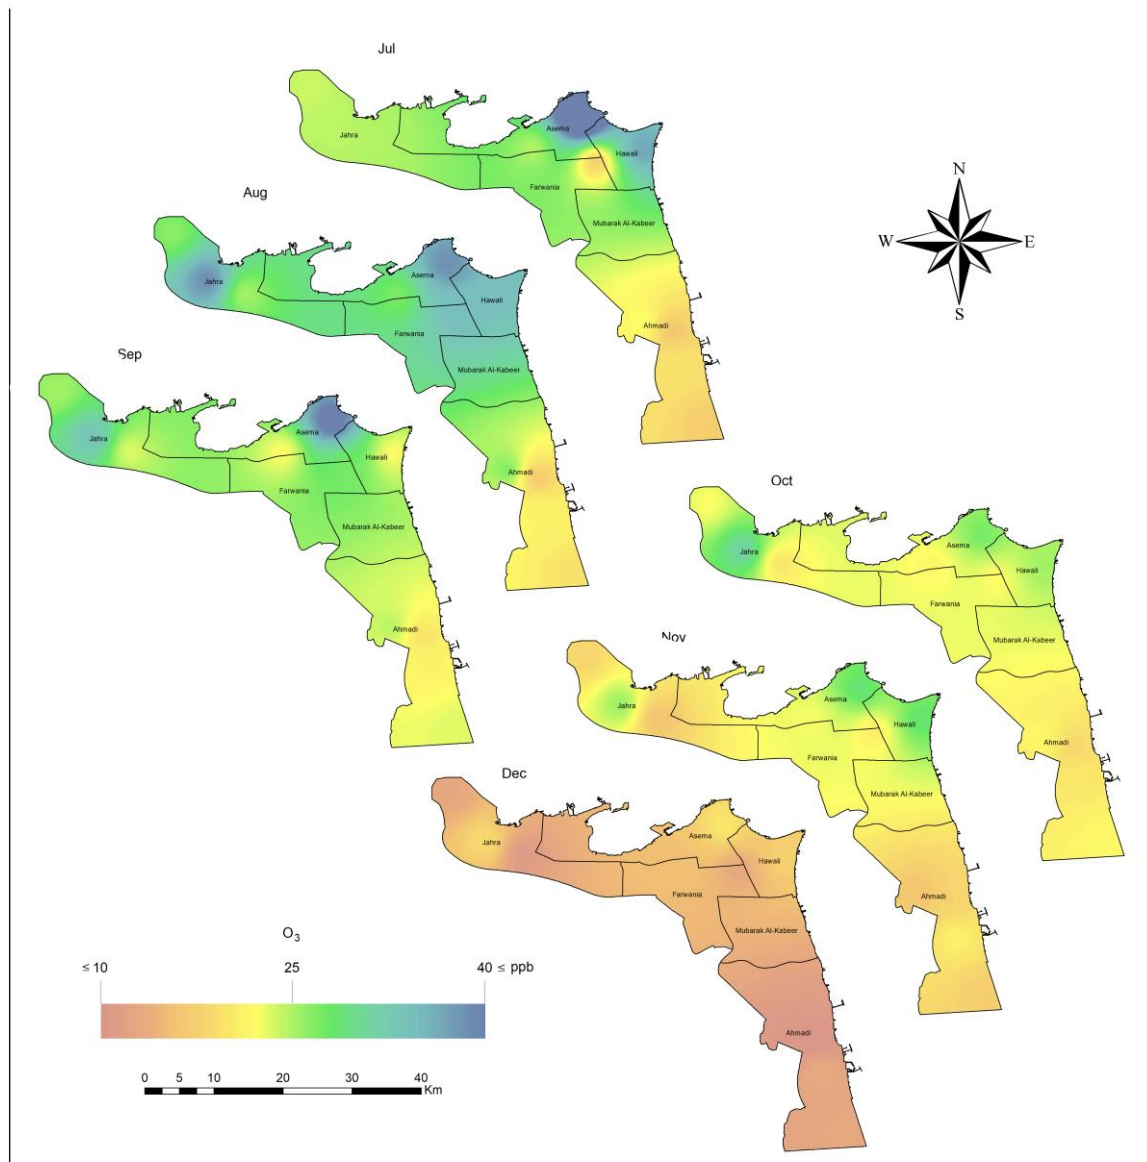 Jul
Jahra
Asema
Hawali
Farwania
Mubarak Al-Kabeer
Ahmadi
N
W
E
S
Aug
Jahra
Asema
Hawali
Farwania
Mubarak Al-Kabeer
Ahmadi
Sep
Jahra
Asema
Hawali
Farwania
Mubarak Al-Kabeer
Ahmadi
Oct
Jahra
Asema
Hawali
Farwania
Mubarak Al-Kabeer
Ahmadi
Nov
Jahra
Asema
Hawali
Farwania
Mubarak Al-Kabeer
Ahmadi
Dec
Jahra
Asema
Hawali
Farwania
Mubarak Al-Kabeer
Ahmadi
O₃
≤ 10 25 40 ≤ ppb
0 5 10 20 30 40
Km